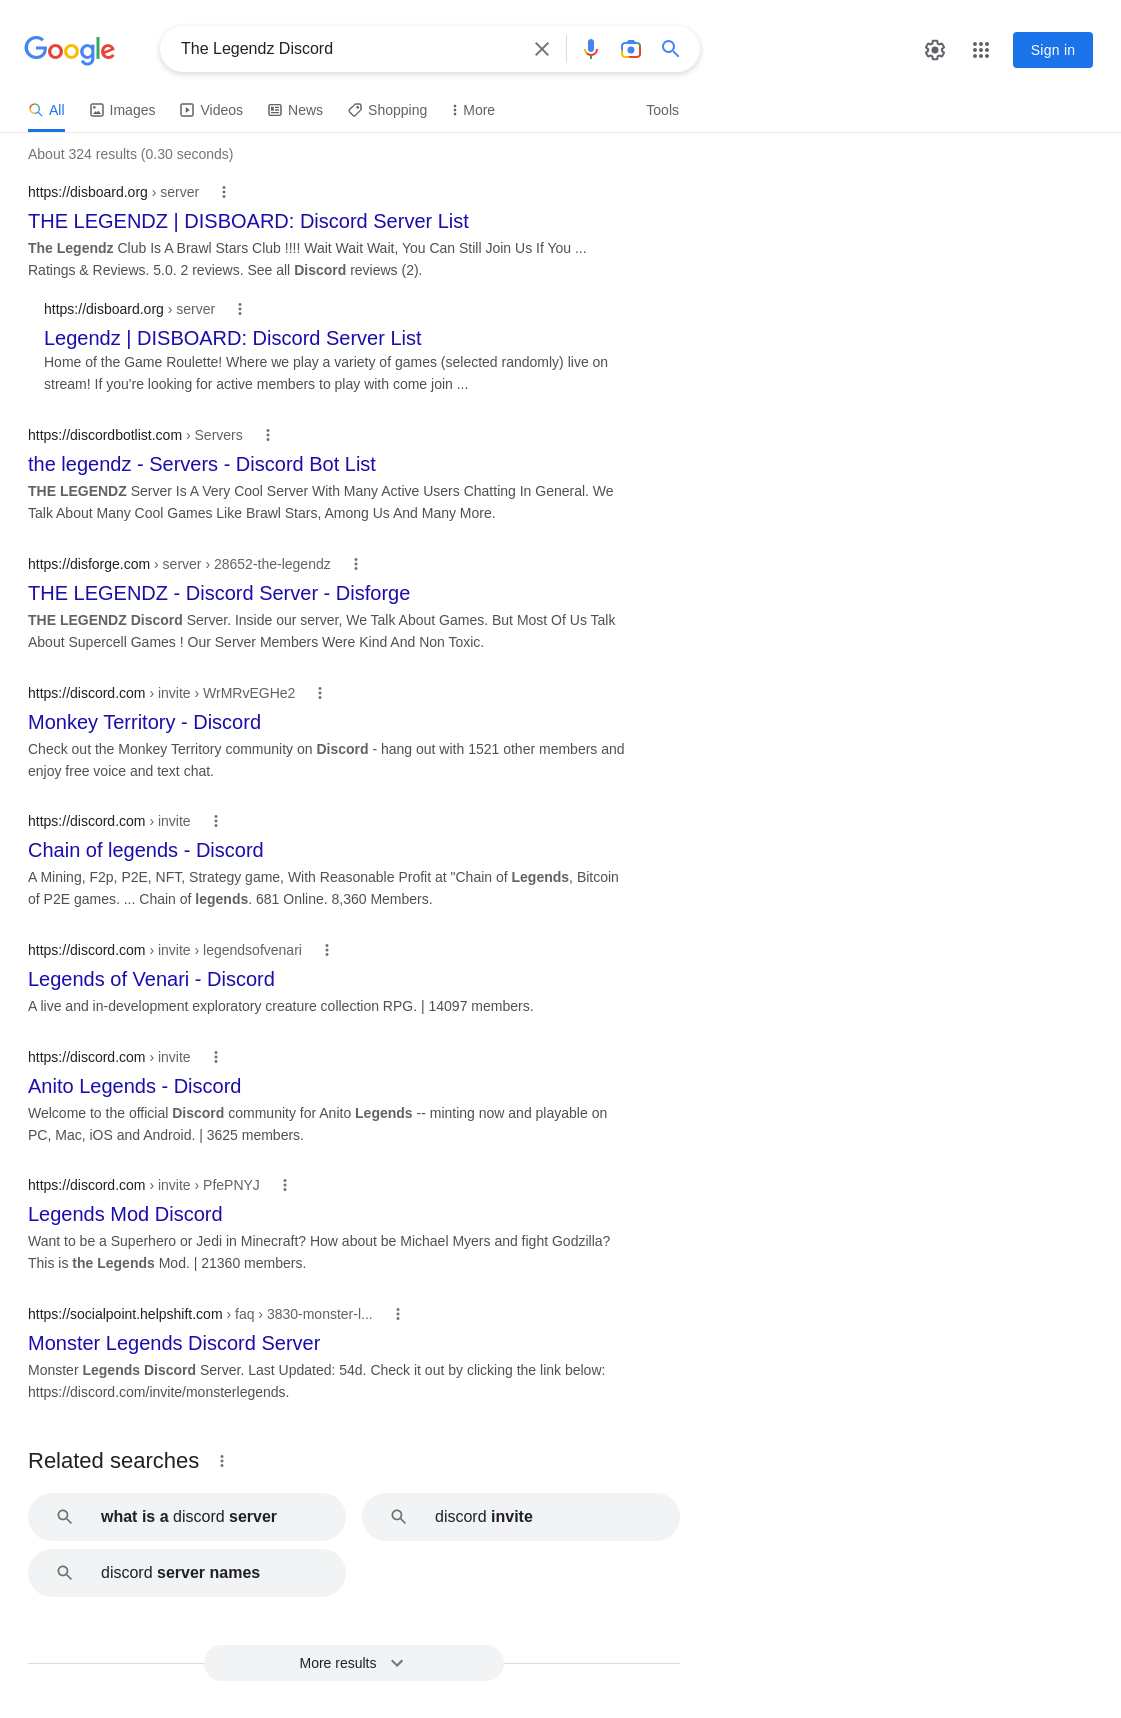 Google
The Legendz Discord
Sign in
All
Images
Videos
News
Shopping
More
Tools
About 324 results (0.30 seconds)
https://disboard.org › server
THE LEGENDZ | DISBOARD: Discord Server List
The Legendz Club Is A Brawl Stars Club !!!! Wait Wait Wait, You Can Still Join Us If You ...
Ratings & Reviews. 5.0. 2 reviews. See all Discord reviews (2).
https://disboard.org › server
Legendz | DISBOARD: Discord Server List
Home of the Game Roulette! Where we play a variety of games (selected randomly) live on
stream! If you're looking for active members to play with come join ...
https://discordbotlist.com › Servers
the legendz - Servers - Discord Bot List
THE LEGENDZ Server Is A Very Cool Server With Many Active Users Chatting In General. We
Talk About Many Cool Games Like Brawl Stars, Among Us And Many More.
https://disforge.com › server › 28652-the-legendz
THE LEGENDZ - Discord Server - Disforge
THE LEGENDZ Discord Server. Inside our server, We Talk About Games. But Most Of Us Talk
About Supercell Games ! Our Server Members Were Kind And Non Toxic.
https://discord.com › invite › WrMRvEGHe2
Monkey Territory - Discord
Check out the Monkey Territory community on Discord - hang out with 1521 other members and
enjoy free voice and text chat.
https://discord.com › invite
Chain of legends - Discord
A Mining, F2p, P2E, NFT, Strategy game, With Reasonable Profit at "Chain of Legends, Bitcoin
of P2E games. ... Chain of legends. 681 Online. 8,360 Members.
https://discord.com › invite › legendsofvenari
Legends of Venari - Discord
A live and in-development exploratory creature collection RPG. | 14097 members.
https://discord.com › invite
Anito Legends - Discord
Welcome to the official Discord community for Anito Legends -- minting now and playable on
PC, Mac, iOS and Android. | 3625 members.
https://discord.com › invite › PfePNYJ
Legends Mod Discord
Want to be a Superhero or Jedi in Minecraft? How about be Michael Myers and fight Godzilla?
This is the Legends Mod. | 21360 members.
https://socialpoint.helpshift.com › faq › 3830-monster-l...
Monster Legends Discord Server
Monster Legends Discord Server. Last Updated: 54d. Check it out by clicking the link below:
https://discord.com/invite/monsterlegends.
Related searches
what is a discord server
discord invite
discord server names
More results